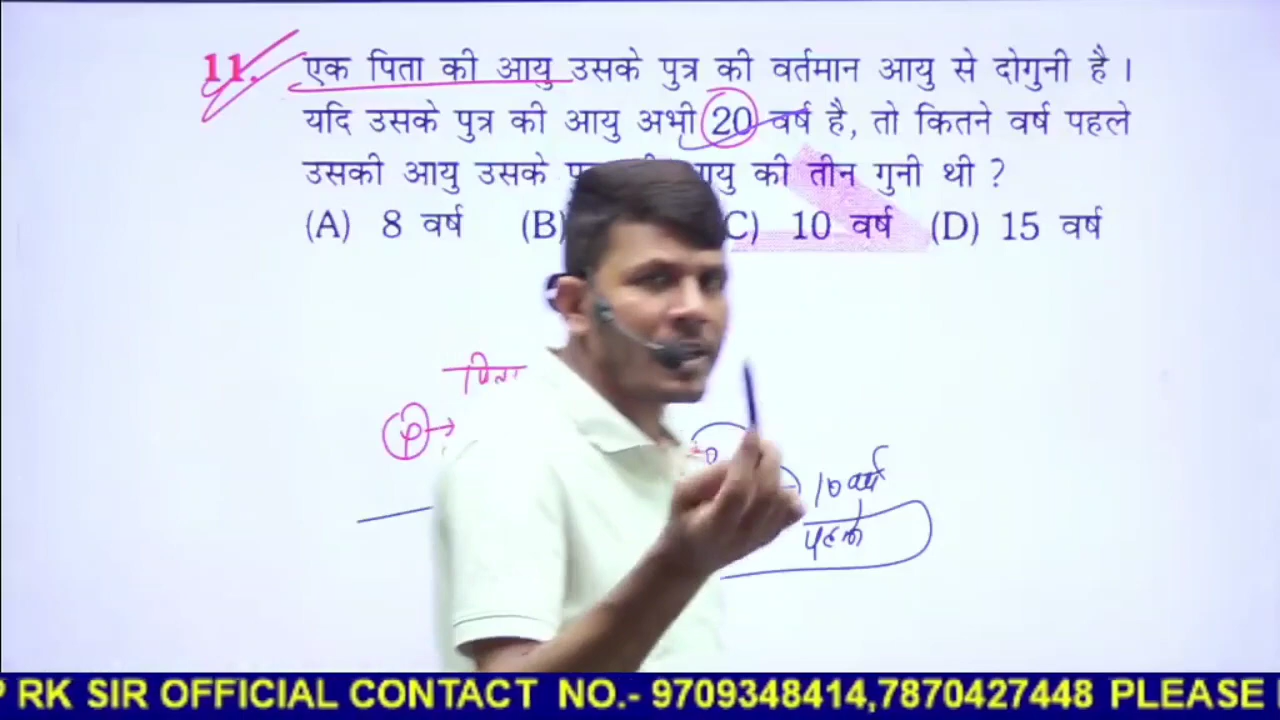 11. एक पिता की आयु उसके पुत्र की वर्तमान आयु से दोगुनी है ।
यदि उसके पुत्र की आयु अभी 20 वर्ष है, तो कितने वर्ष पहले
उसकी आयु उसके आयु की तीन गुनी थी ?
(A) 8 वर्ष (B) C) 10 वर्ष (D) 15 वर्ष
पिता
10 वर्ष
पहले
P RK SIR OFFICIAL CONTACT NO.- 9709348414,7870427448 PLEASE